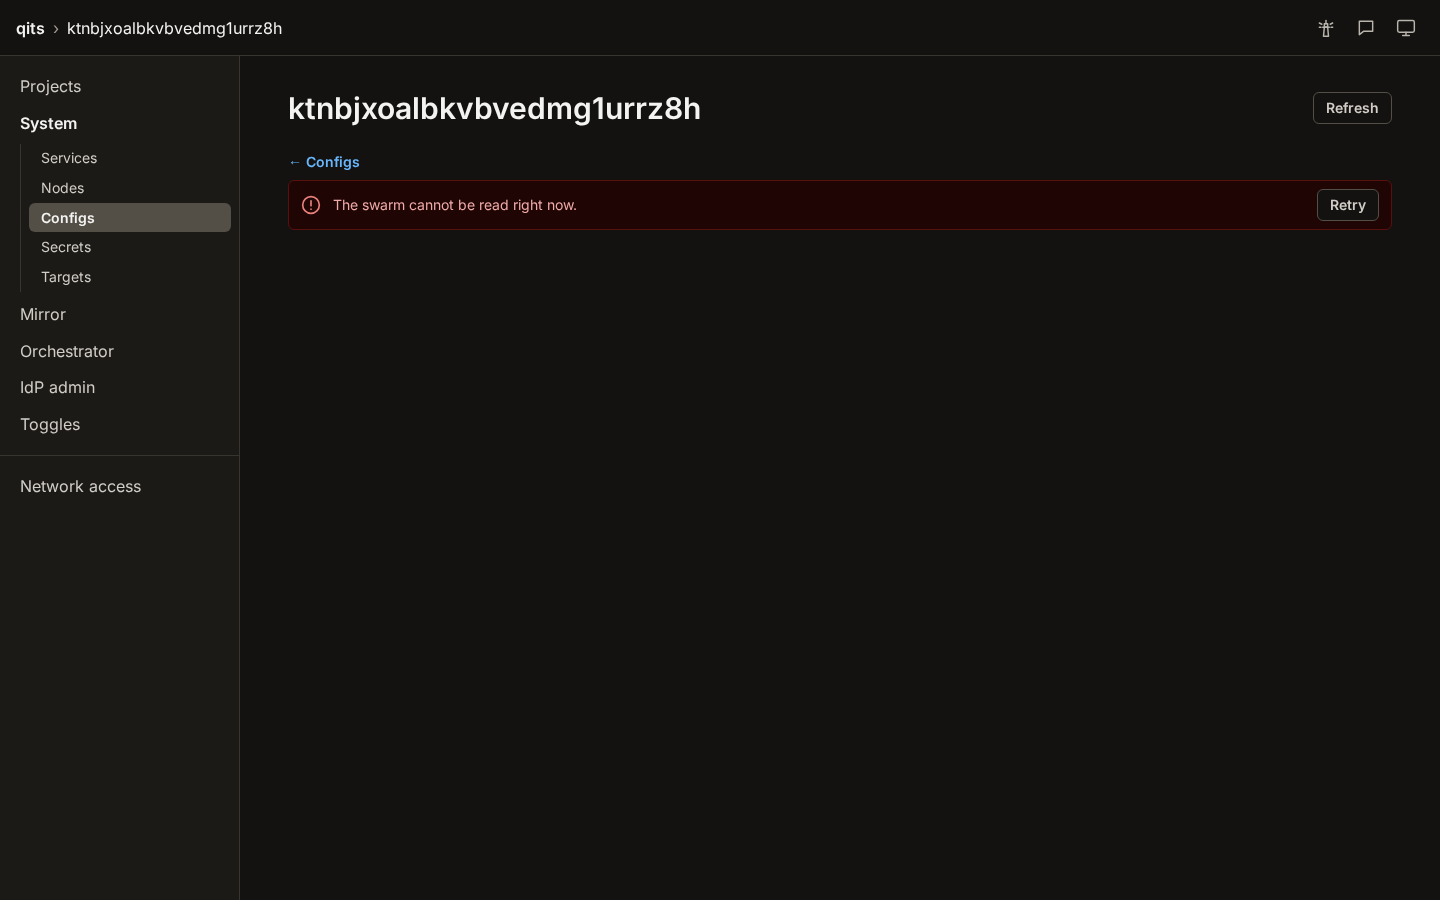 qits › ktnbjxoalbkvbvedmg1urrz8h
Projects
System
Services
Nodes
Configs
Secrets
Targets
Mirror
Orchestrator
IdP admin
Toggles
Network access
ktnbjxoalbkvbvedmg1urrz8h
Refresh
← Configs
The swarm cannot be read right now.
Retry